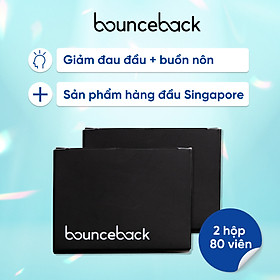 bounceback
Giảm đau đầu + buồn nôn
Sản phẩm hàng đầu Singapore
bounceback
2 hộp
80 viên